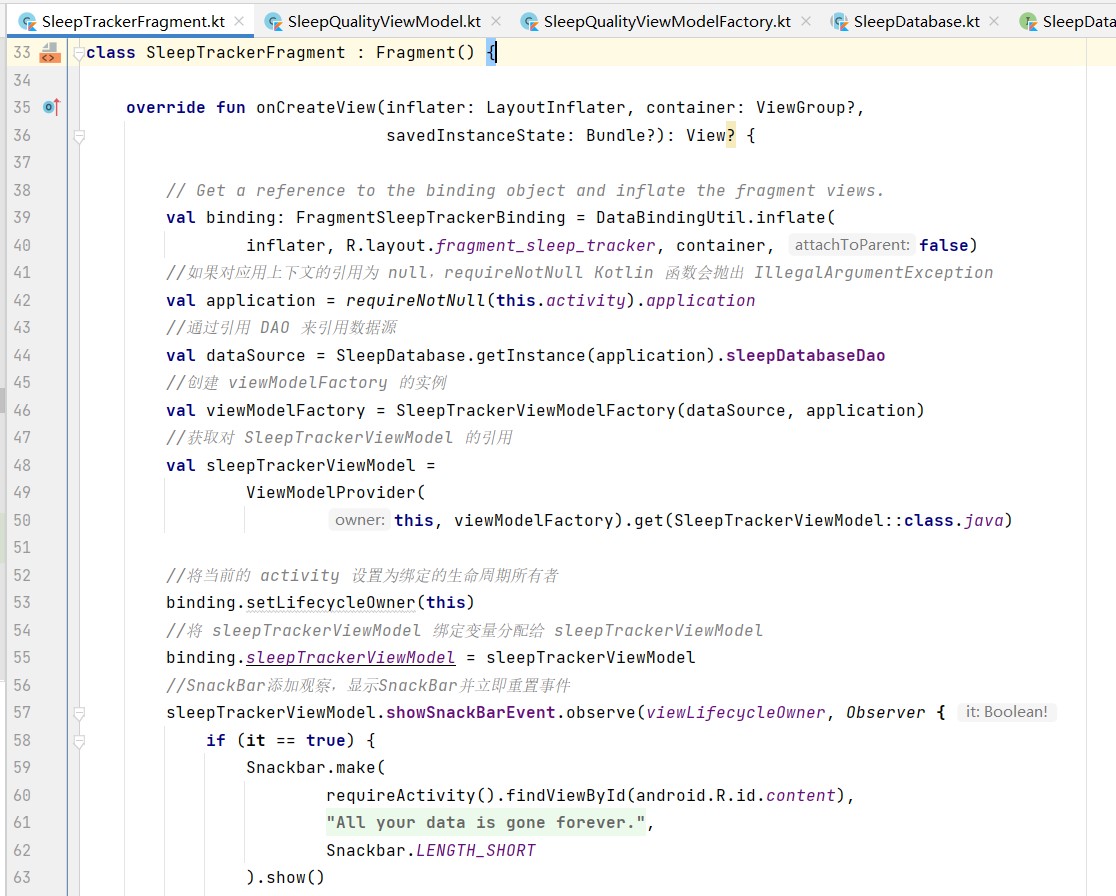 SleepTrackerFragment.kt × SleepQualityViewModel.kt × SleepQualityViewModelFactory.kt × SleepDatabase.kt × SleepData
33 class SleepTrackerFragment : Fragment() {
34
35 override fun onCreateView(inflater: LayoutInflater, container: ViewGroup?,
36 savedInstanceState: Bundle?): View? {
37
38 // Get a reference to the binding object and inflate the fragment views.
39 val binding: FragmentSleepTrackerBinding = DataBindingUtil.inflate(
40 inflater, R.layout.fragment_sleep_tracker, container, attachToParent: false)
41 //如果对应用上下文的引用为 null，requireNotNull Kotlin 函数会抛出 IllegalArgumentException
42 val application = requireNotNull(this.activity).application
43 //通过引用 DAO 来引用数据源
44 val dataSource = SleepDatabase.getInstance(application).sleepDatabaseDao
45 //创建 viewModelFactory 的实例
46 val viewModelFactory = SleepTrackerViewModelFactory(dataSource, application)
47 //获取对 SleepTrackerViewModel 的引用
48 val sleepTrackerViewModel =
49 ViewModelProvider(
50 owner: this, viewModelFactory).get(SleepTrackerViewModel::class.java)
51
52 //将当前的 activity 设置为绑定的生命周期所有者
53 binding.setLifecycleOwner(this)
54 //将 sleepTrackerViewModel 绑定变量分配给 sleepTrackerViewModel
55 binding.sleepTrackerViewModel = sleepTrackerViewModel
56 //SnackBar添加观察，显示SnackBar并立即重置事件
57 sleepTrackerViewModel.showSnackBarEvent.observe(viewLifecycleOwner, Observer { it: Boolean!
58 if (it == true) {
59 Snackbar.make(
60 requireActivity().findViewById(android.R.id.content),
61 "All your data is gone forever.",
62 Snackbar.LENGTH_SHORT
63 ).show()